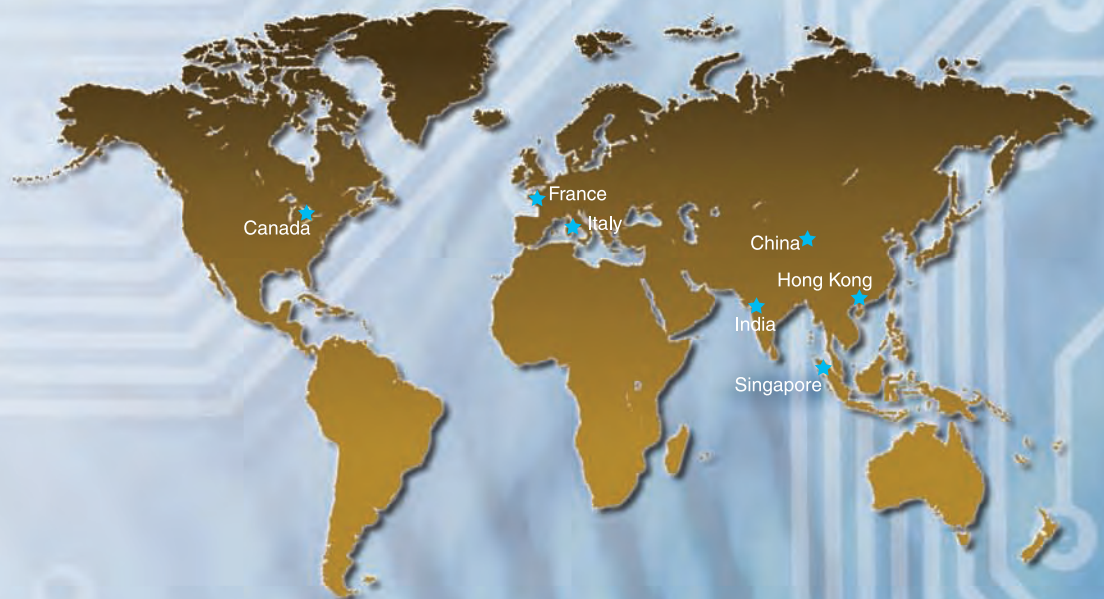 France
Canada
Italy
China
Hong Kong
India
Singapore